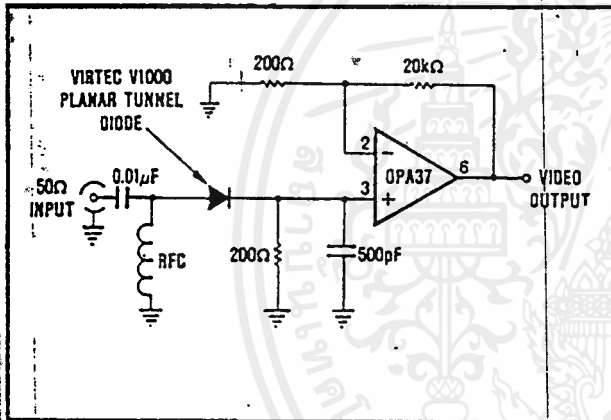 200Ω
20kΩ
VIRTEC V1000
PLANAR TUNNEL
DIODE
0.01μF
50Ω
INPUT
RFC
200Ω
500pF
2
-
3
+
OPA37
6
VIDEO
OUTPUT